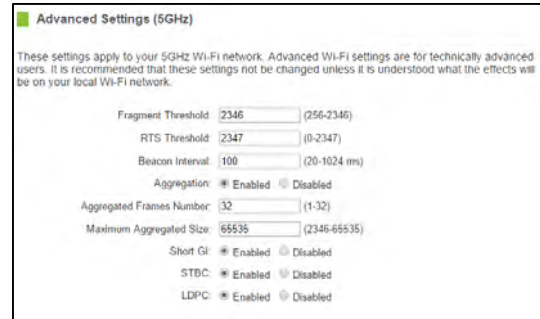 Advanced Settings (5GHz)
These settings apply to your 5GHz Wi-Fi network. Advanced Wi-Fi settings are for technically advanced
users. It is recommended that these settings not be changed unless it is understood what the effects will
be on your local Wi-Fi network.
Fragment Threshold: 2346 (256-2346)
RTS Threshold: 2347 (0-2347)
Beacon Interval: 100 (20-1024 ms)
Aggregation: Enabled Disabled
Aggregated Frames Number: 32 (1-32)
Maximum Aggregated Size: 65535 (2346-65535)
Short GI: Enabled Disabled
STBC: Enabled Disabled
LDPC: Enabled Disabled